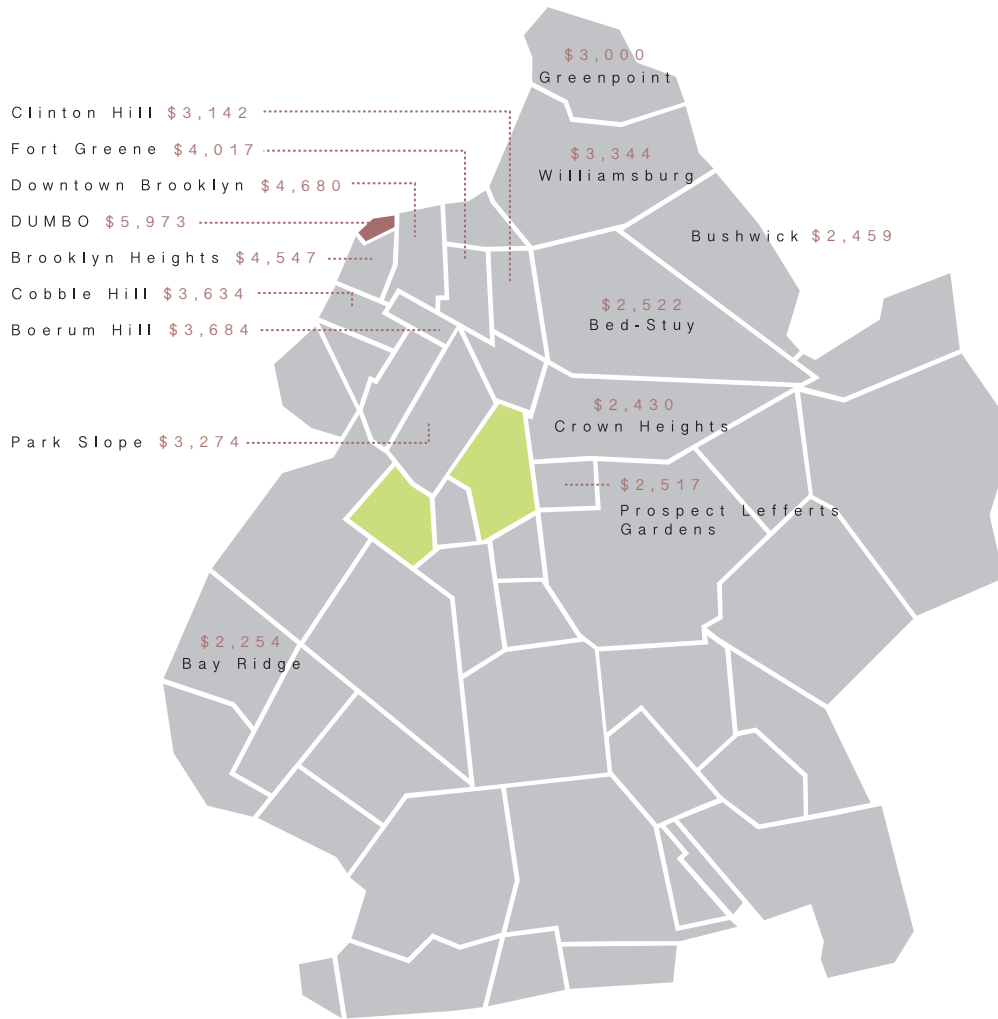 $3,000
Greenpoint
Clinton Hill $3,142
Fort Greene $4,017
$3,344
Williamsburg
Downtown Brooklyn $4,680
DUMBO $5,973
Bushwick $2,459
Brooklyn Heights $4,547
Cobble Hill $3,634
$2,522
Bed-Stuy
Boerum Hill $3,684
$2,430
Crown Heights
Park Slope $3,274
$2,517
Prospect Lefferts
Gardens
$2,254
Bay Ridge